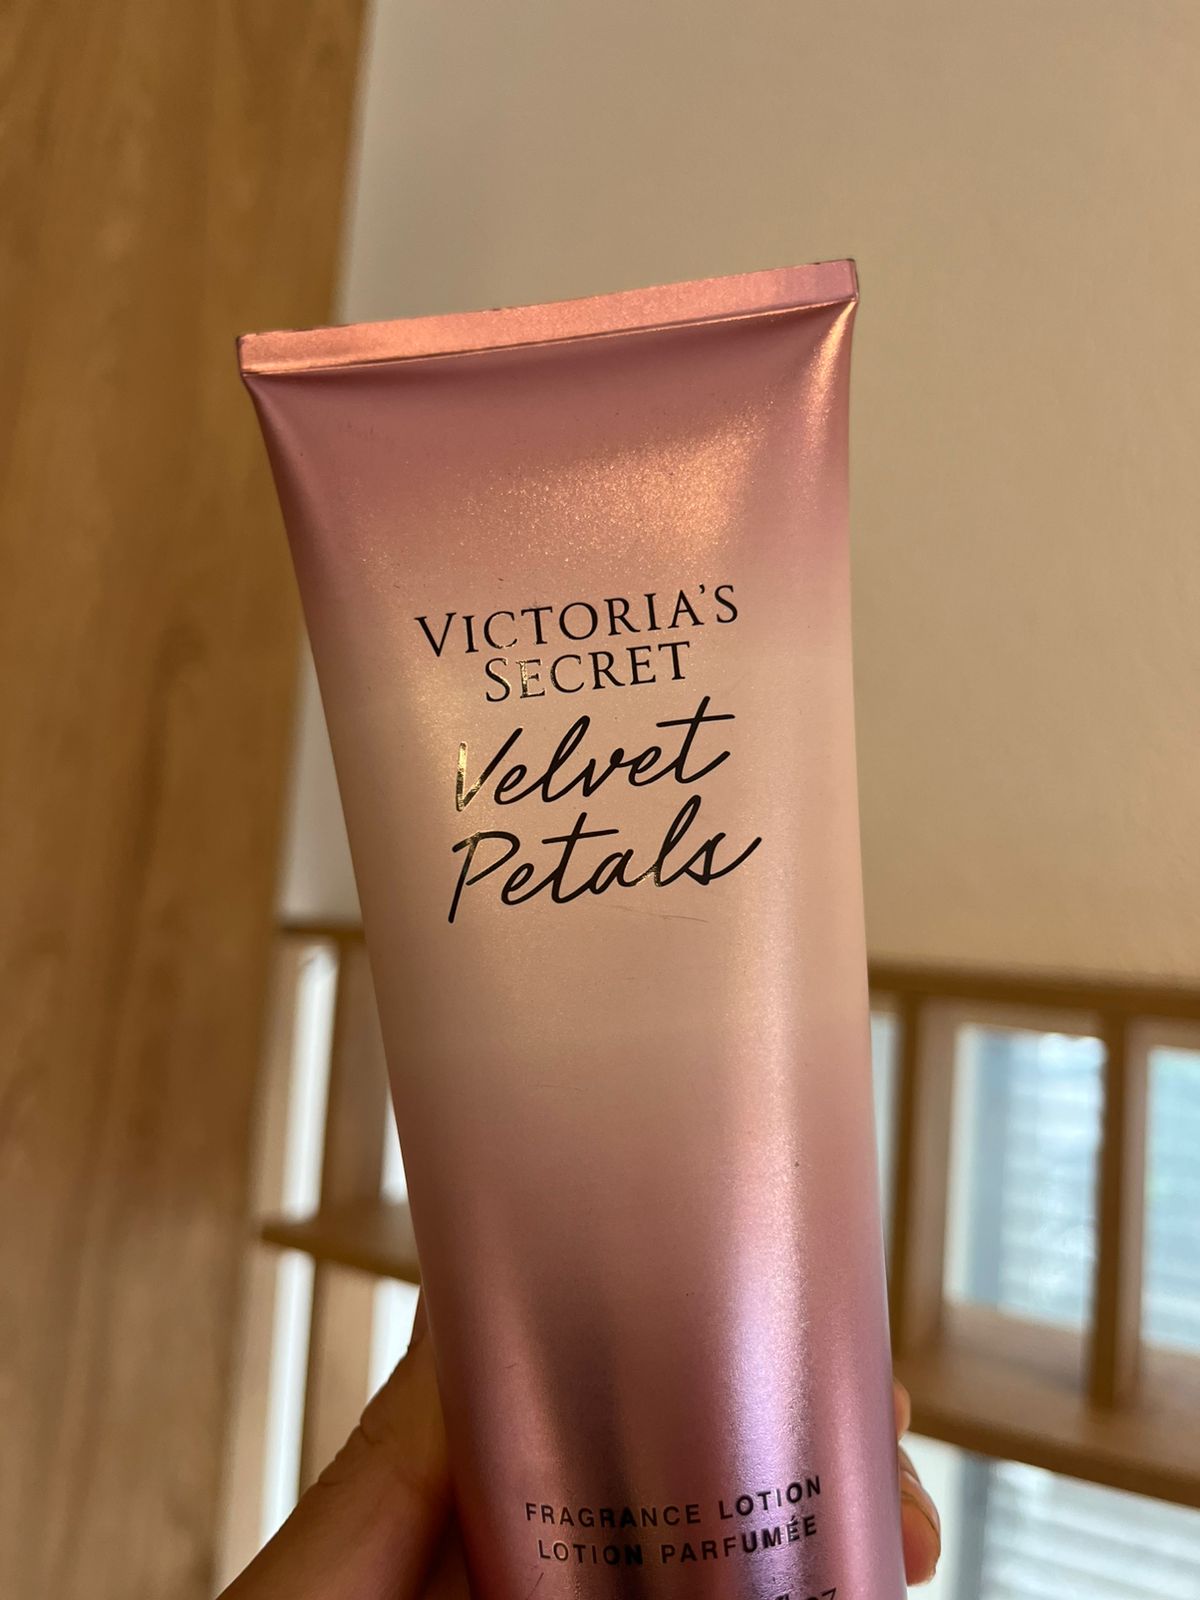 VICTORIA'S
SECRET
Velvet
Petals
FRAGRANCE LOTION
LOTION PARFUMÉE